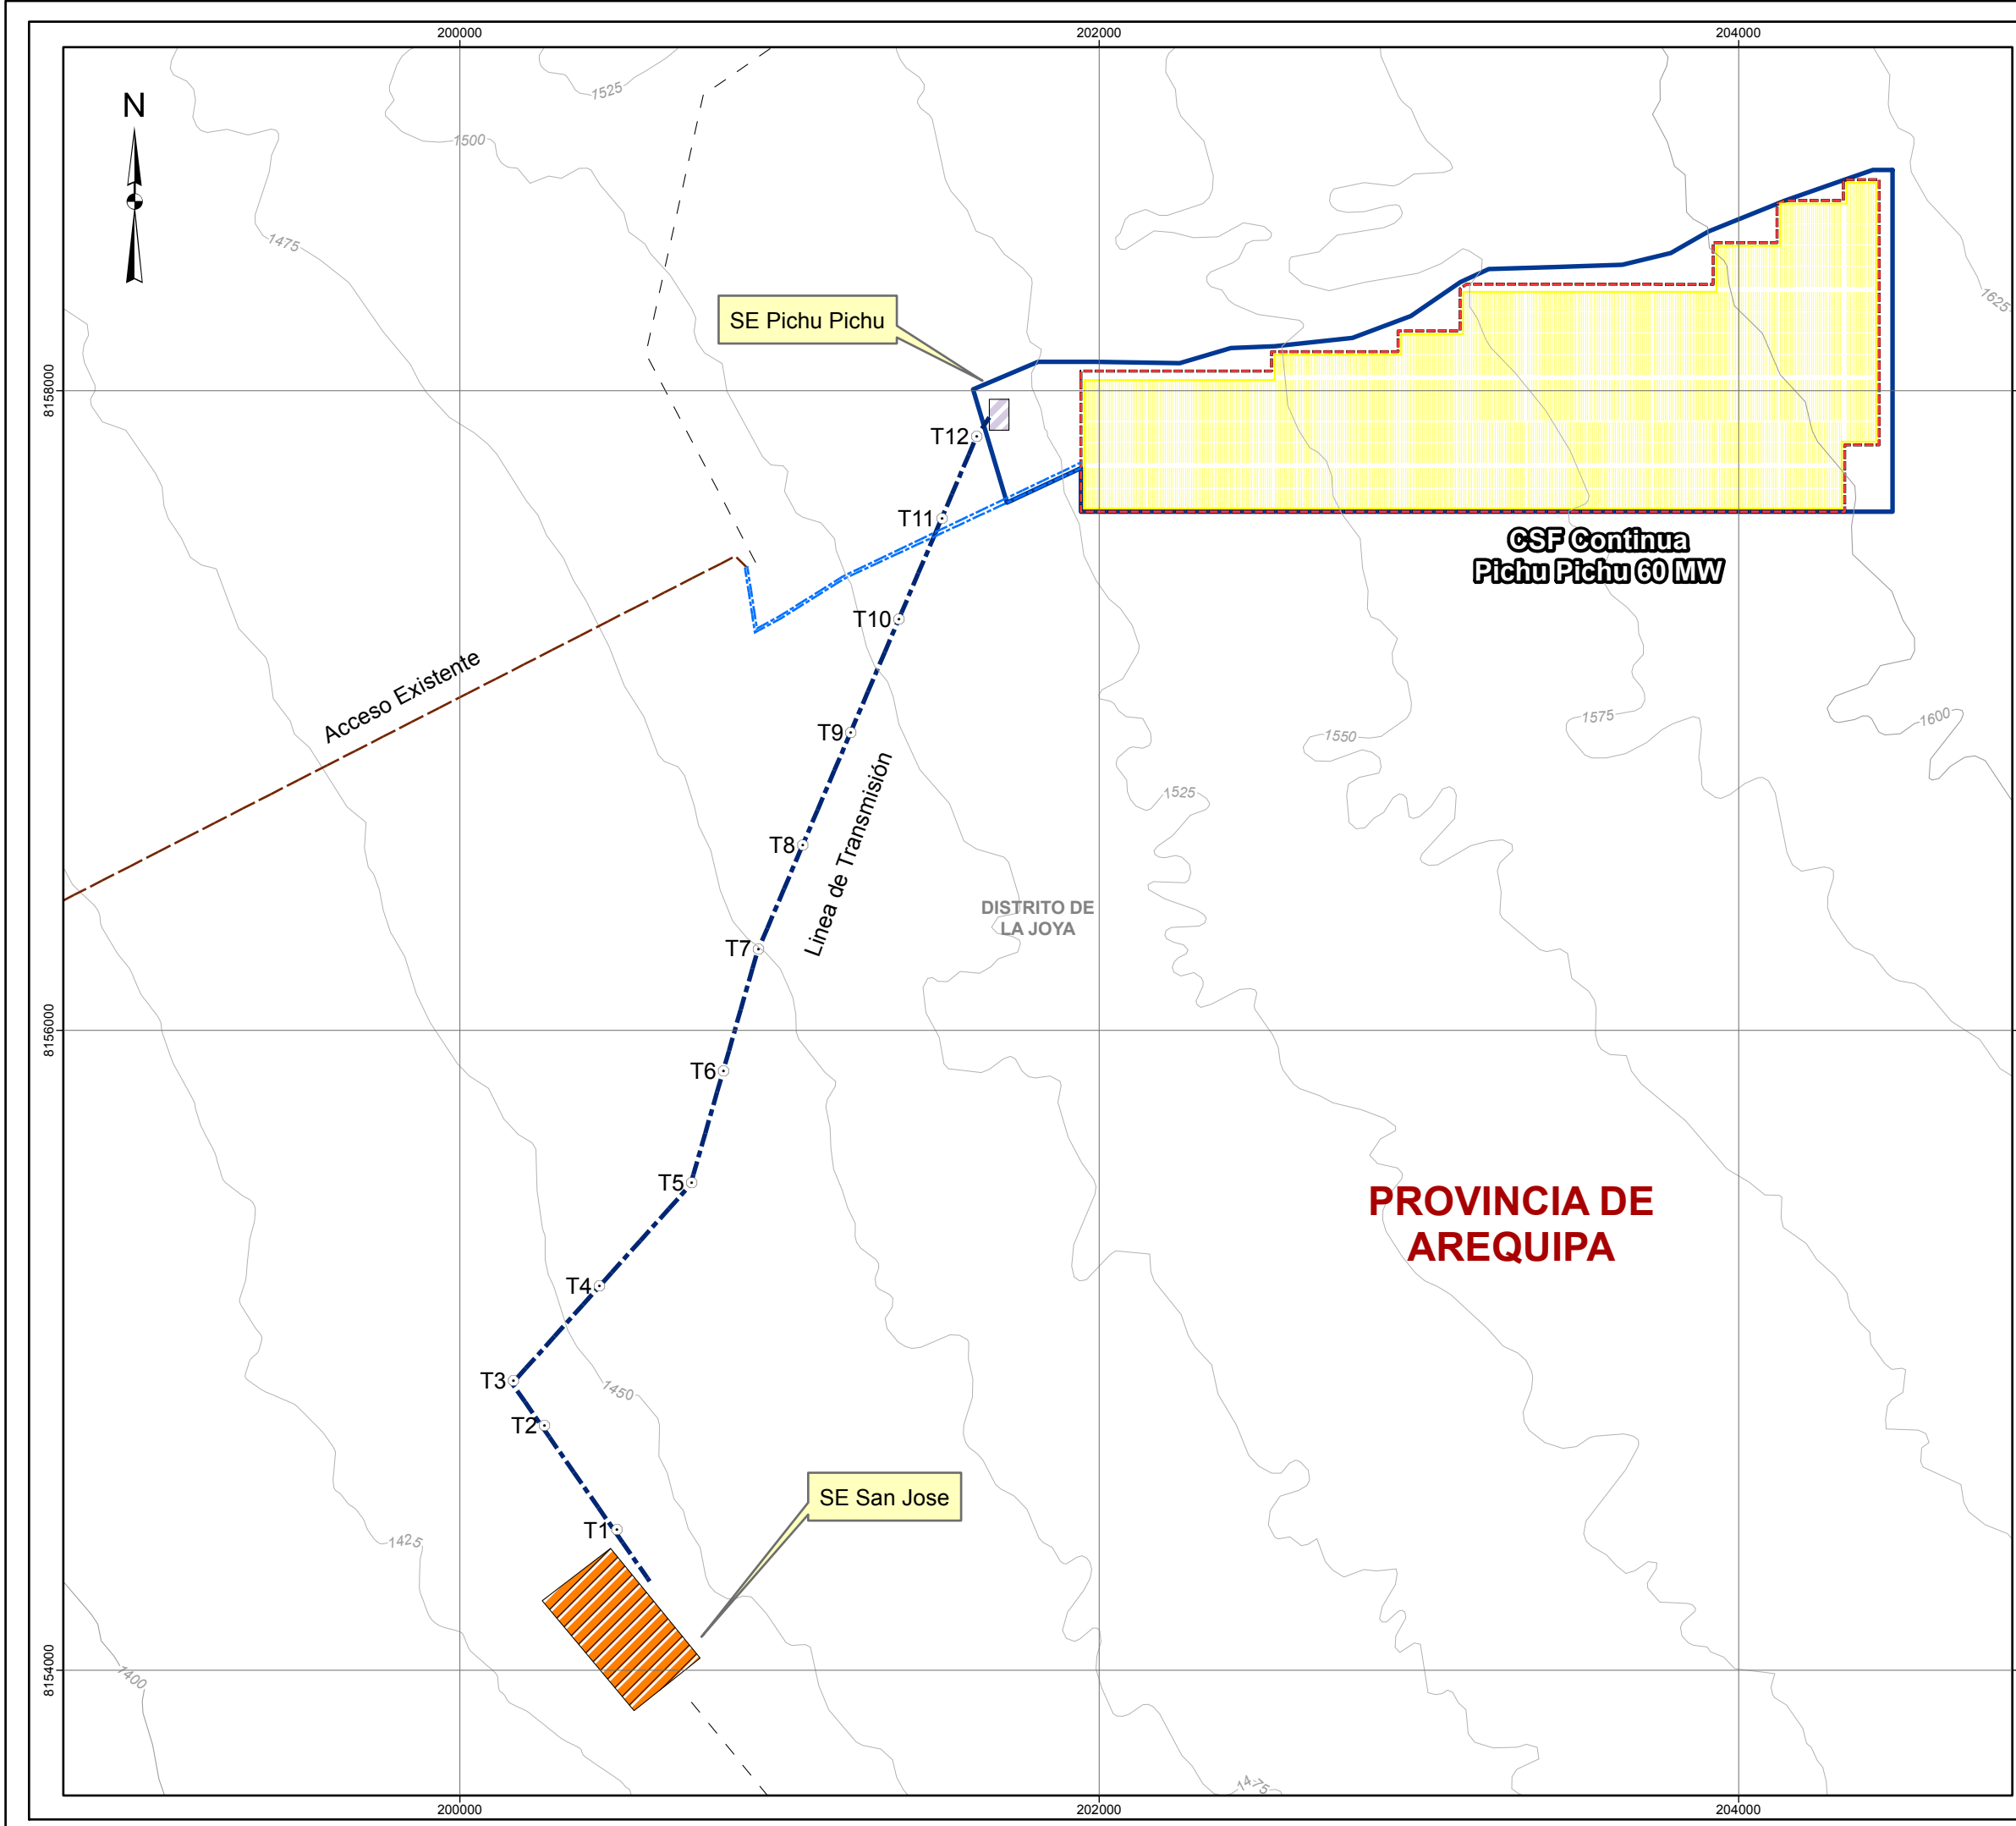 200000
202000
204000
N
1525
1500
1475
1625
SE Pichu Pichu
8158000
T12
T11
CSF Continua
Pichu Pichu 60 MW
T10
Acceso Existente
T9
1600
1575
1550
1525
Linea de Transmisión
T8
DISTRITO DE
LA JOYA
T7
8156000
T6
T5
PROVINCIA DE
AREQUIPA
T4
T3
1450
T2
SE San Jose
T1
1425
8154000
1400
1475
200000
202000
204000